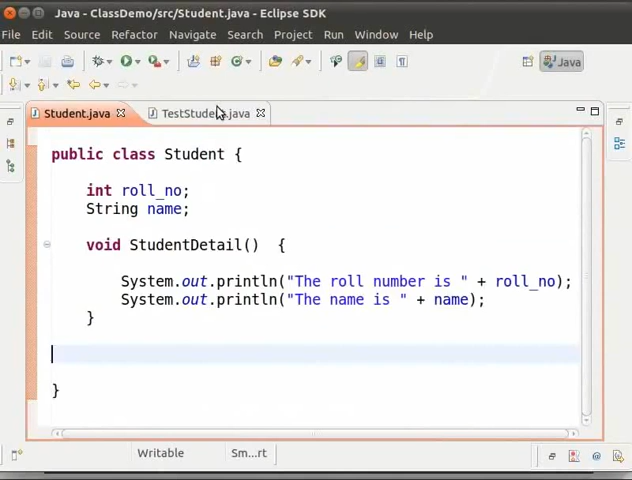 Java - ClassDemo/src/Student.java - Eclipse SDK
File Edit Source Refactor Navigate Search Project Run Window Help
Java
Student.java TestStudent.java
public class Student {
int roll_no;
String name;
void StudentDetail()  {
System.out.println("The roll number is " + roll_no);
System.out.println("The name is " + name);
}
}
Writable Sm...rt